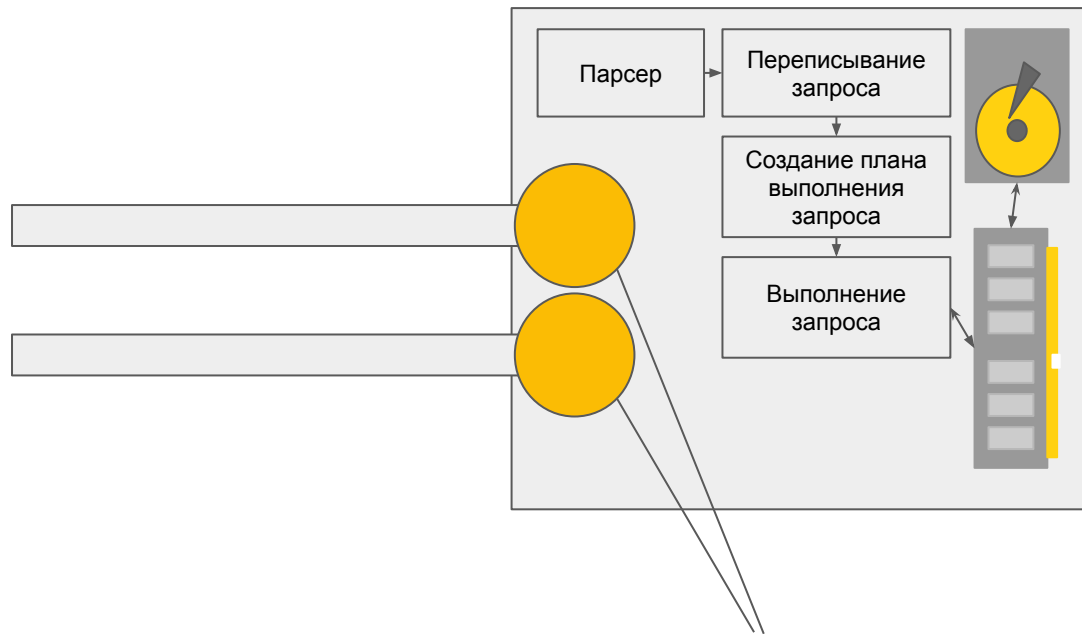 Парсер
Переписывание
запроса
Создание плана
выполнения
запроса
Выполнение
запроса